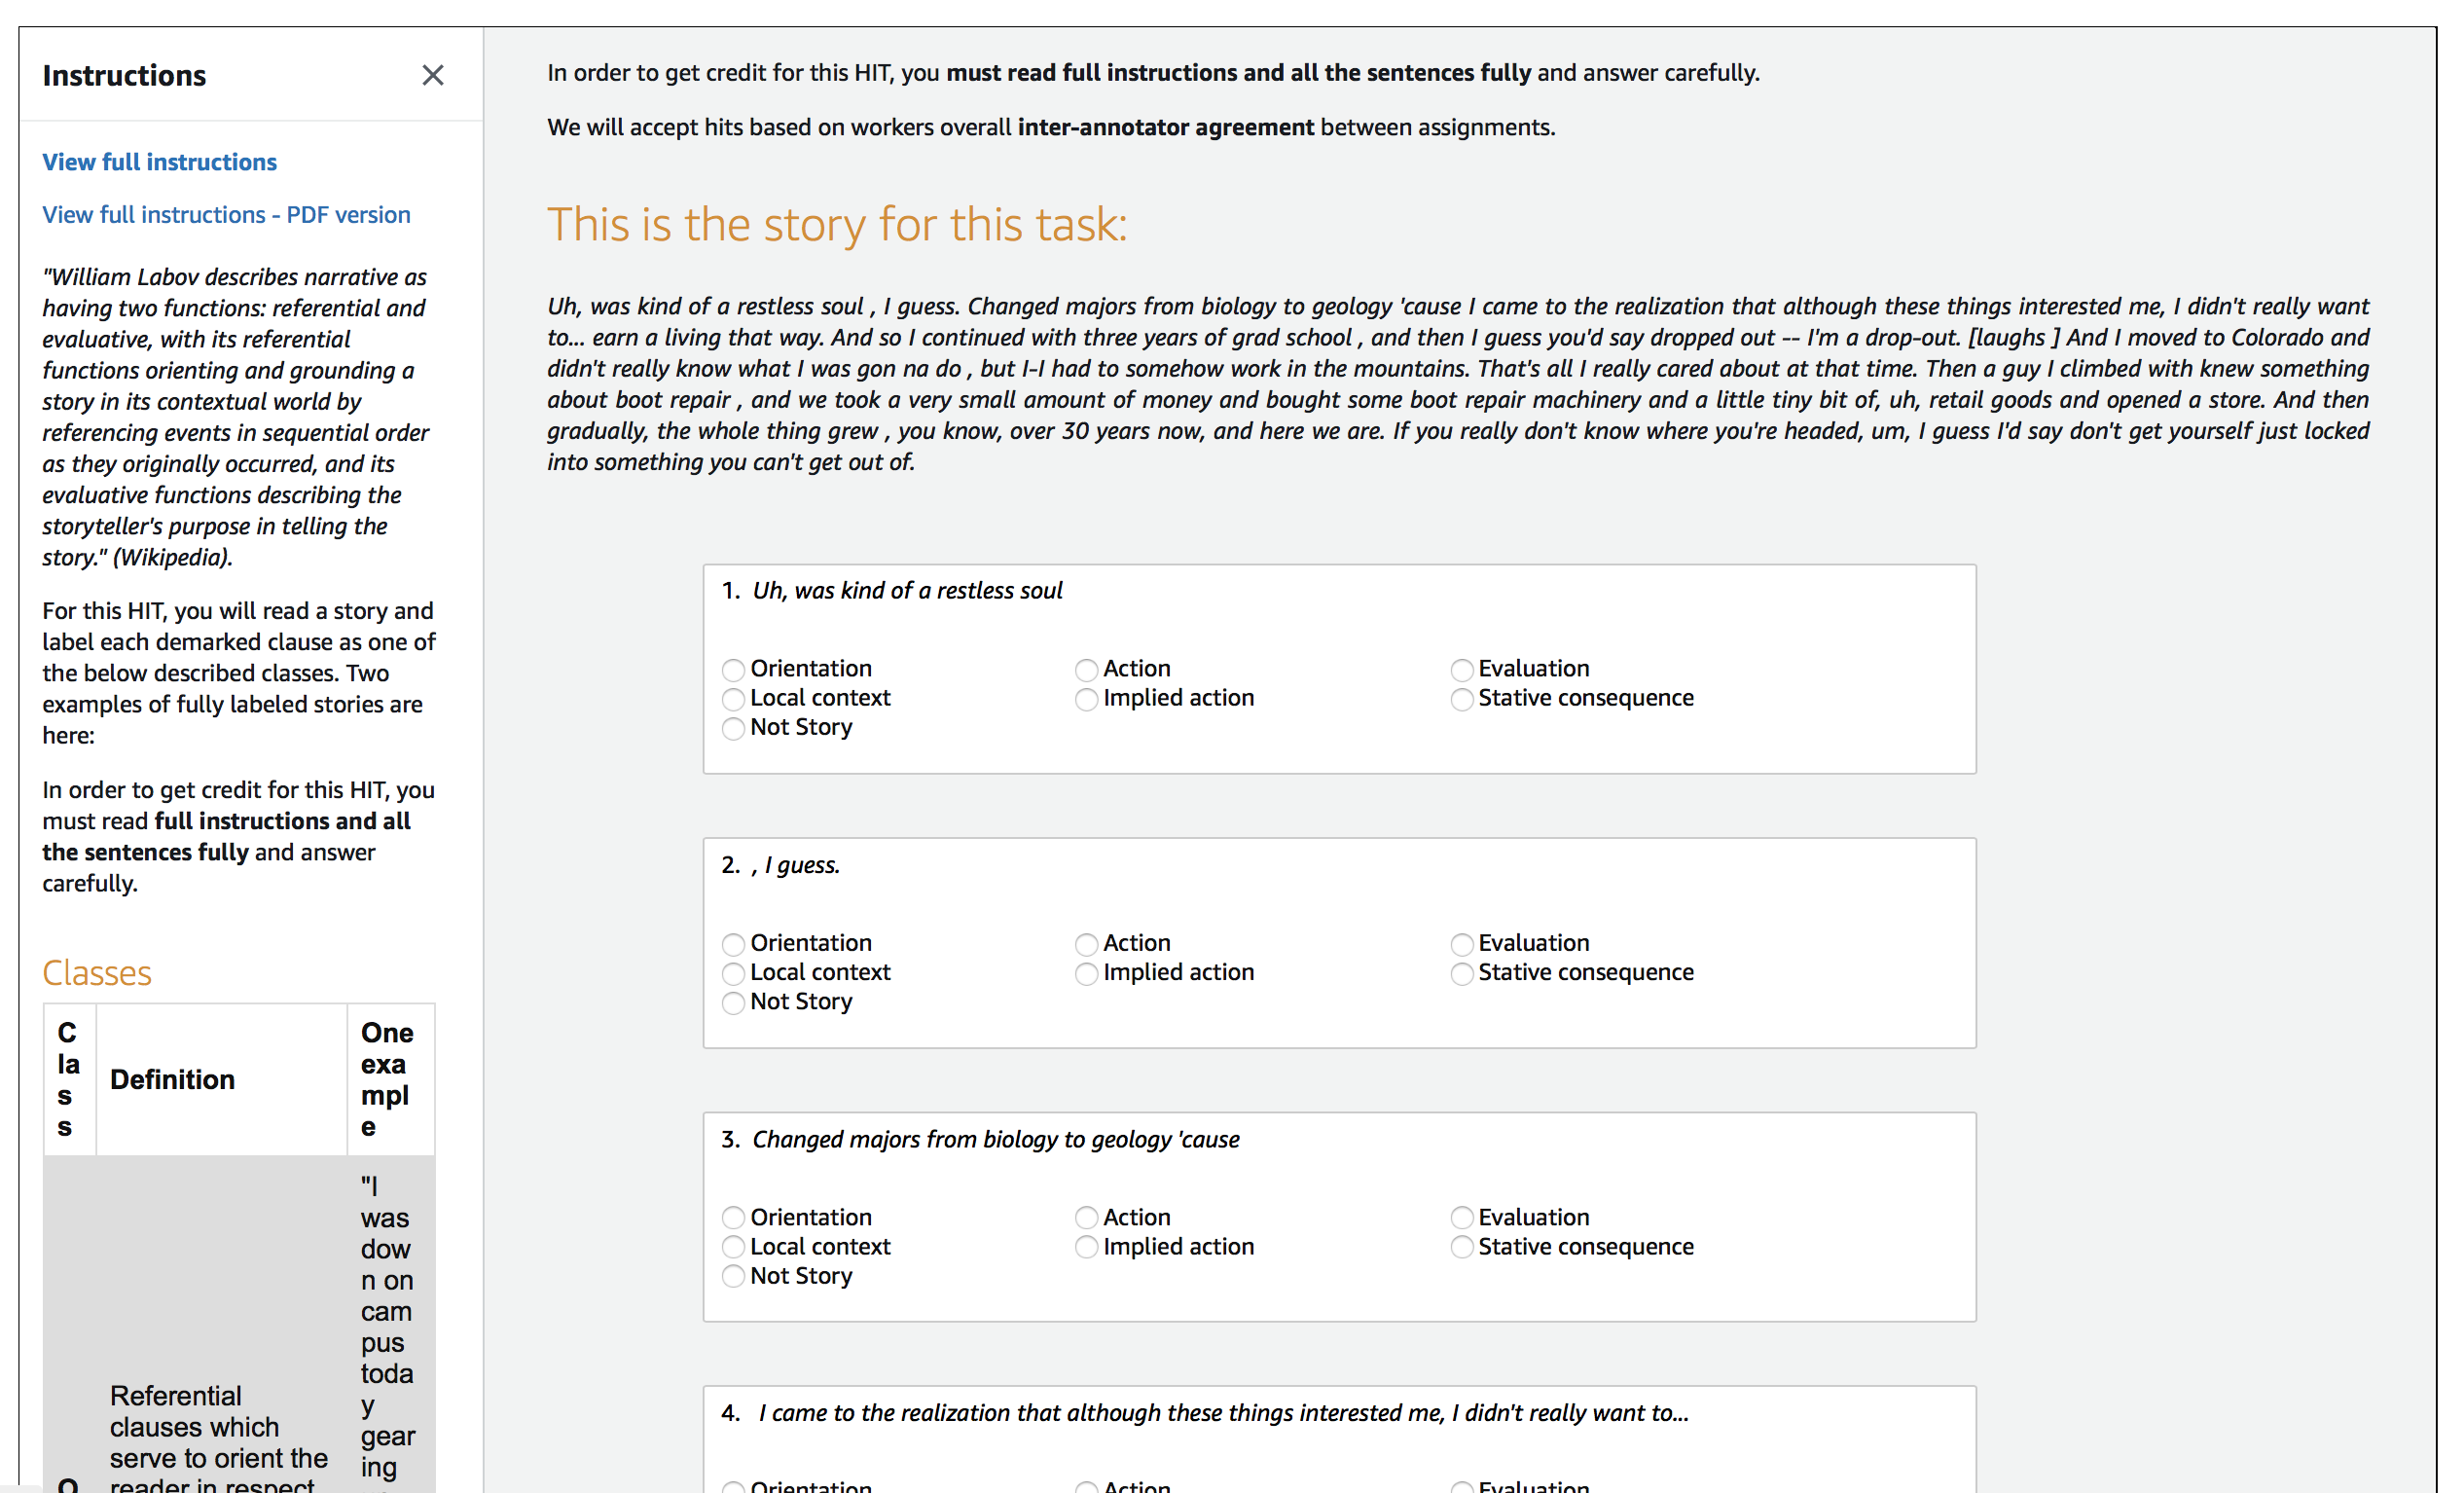 Instructions
View full instructions
View full instructions - PDF version
"William Labov describes narrative as
having two functions: referential and
evaluative, with its referential
functions orienting and grounding a
story in its contextual world by
referencing events in sequential order
as they originally occurred, and its
evaluative functions describing the
storyteller's purpose in telling the
story." (Wikipedia).
For this HIT, you will read a story and
label each demarked clause as one of
the below described classes. Two
examples of fully labeled stories are
here:
In order to get credit for this HIT, you
must read full instructions and all
the sentences fully and answer
carefully.
Classes
C
la
s
s
Definition
One
exa
mpl
e
Referential
clauses which
serve to orient the
reader in respect
"I
was
dow
n on
cam
pus
toda
y
gear
ing
In order to get credit for this HIT, you must read full instructions and all the sentences fully and answer carefully.
We will accept hits based on workers overall inter-annotator agreement between assignments.
This is the story for this task:
Uh, was kind of a restless soul , I guess. Changed majors from biology to geology 'cause I came to the realization that although these things interested me, I didn't really want
to... earn a living that way. And so I continued with three years of grad school , and then I guess you'd say dropped out -- I'm a drop-out. [laughs ] And I moved to Colorado and
didn't really know what I was gon na do , but I-I had to somehow work in the mountains. That's all I really cared about at that time. Then a guy I climbed with knew something
about boot repair , and we took a very small amount of money and bought some boot repair machinery and a little tiny bit of, uh, retail goods and opened a store. And then
gradually, the whole thing grew , you know, over 30 years now, and here we are. If you really don't know where you're headed, um, I guess I'd say don't get yourself just locked
into something you can't get out of.
1. Uh, was kind of a restless soul
Orientation Action Evaluation
Local context Implied action Stative consequence
Not Story
2. , I guess.
Orientation Action Evaluation
Local context Implied action Stative consequence
Not Story
3. Changed majors from biology to geology 'cause
Orientation Action Evaluation
Local context Implied action Stative consequence
Not Story
4. I came to the realization that although these things interested me, I didn't really want to...
Orientation Action Evaluation